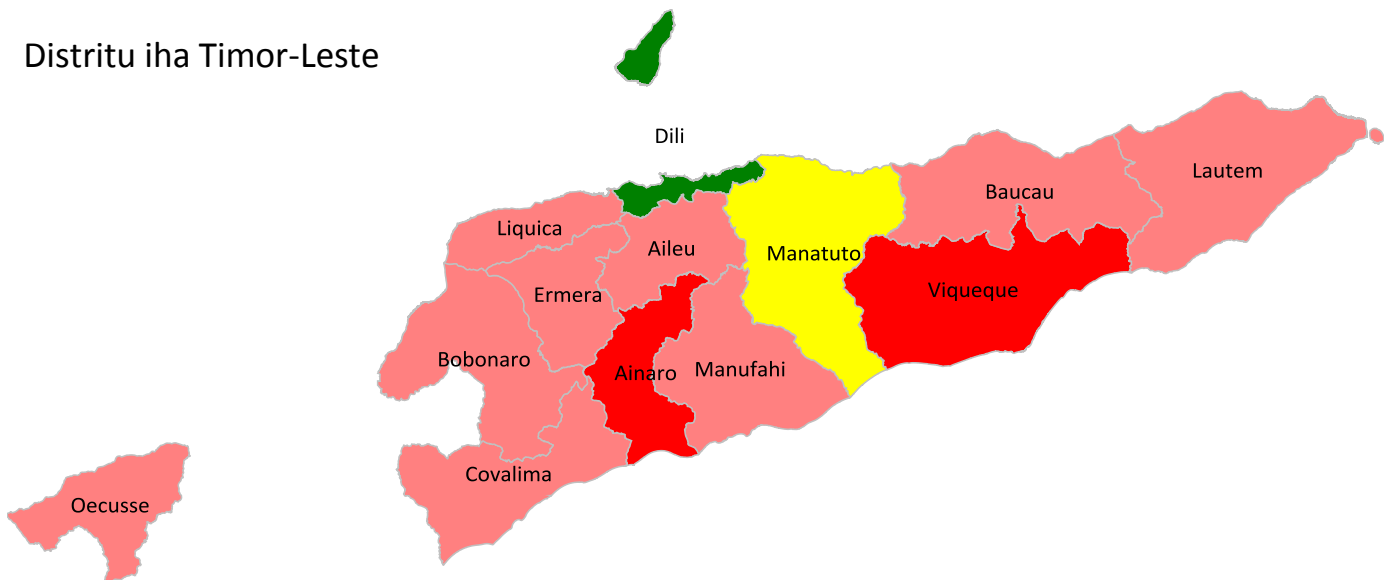 Distritu iha Timor-Leste
Dili
Lautem
Baucau
Liquica
Aileu
Manatuto
Viqueque
Ermera
Bobonaro
Ainaro
Manufahi
Covalima
Oecusse